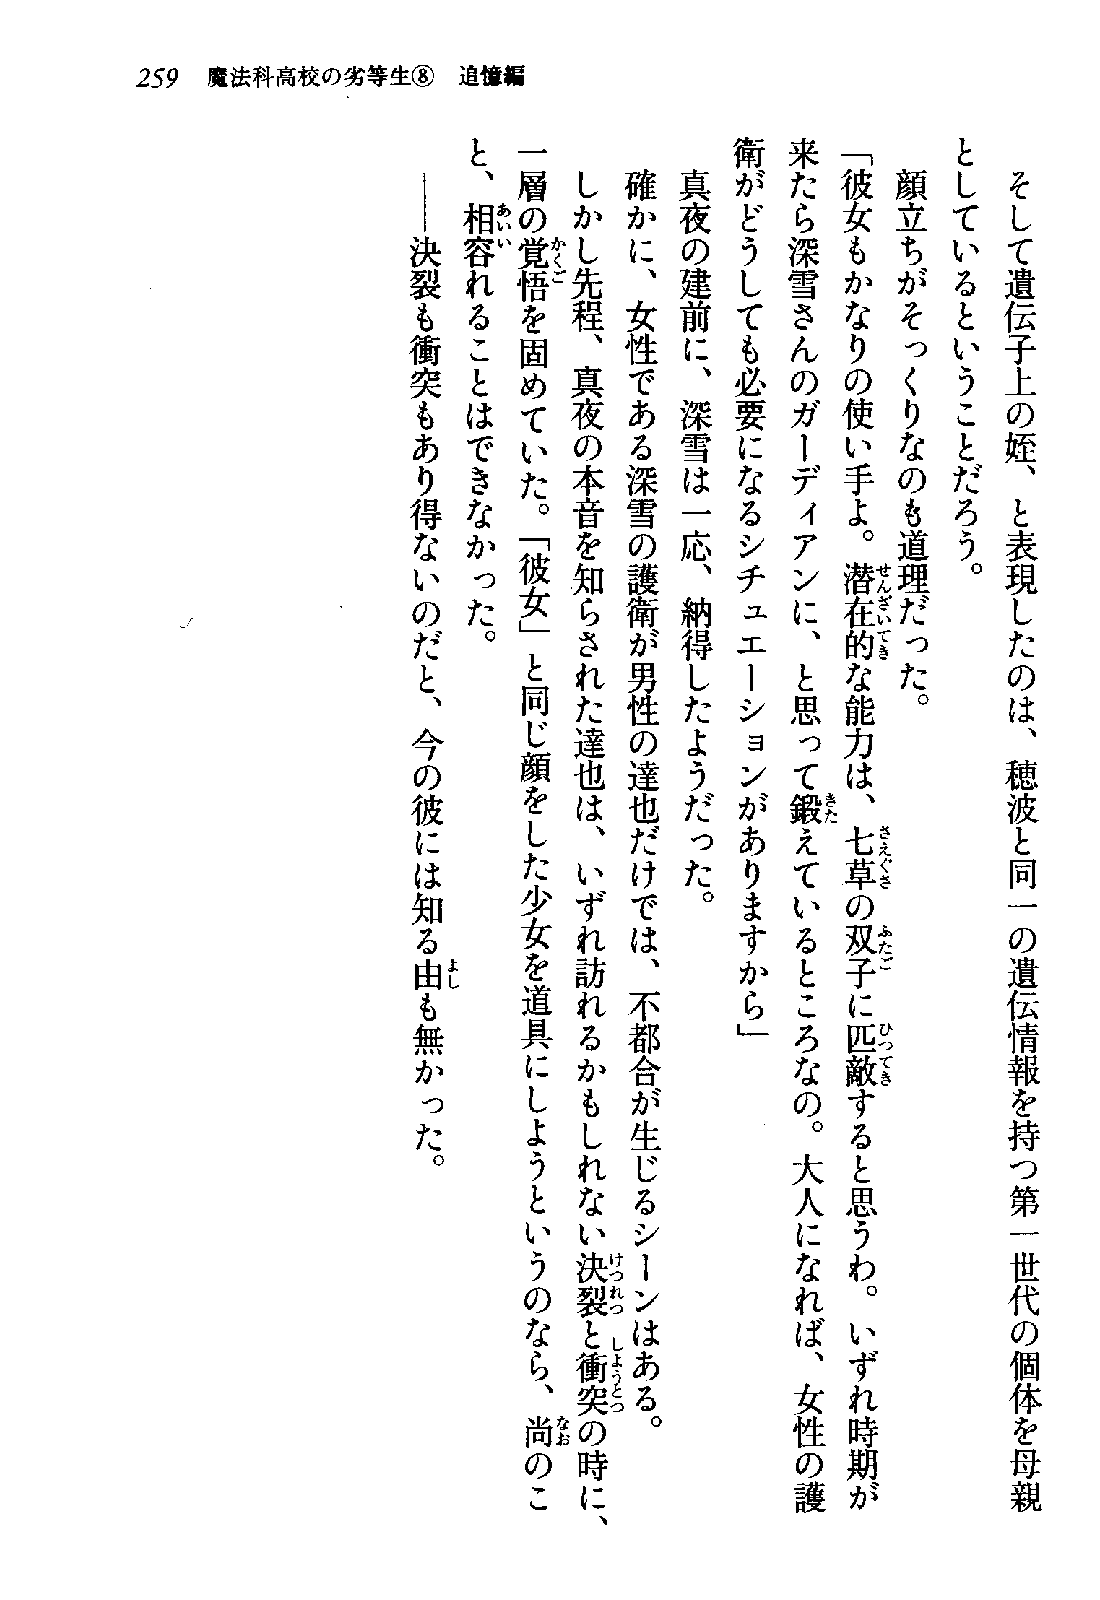 259 魔法科高校の劣等生⑧ 追憶編
そして遺伝子上の姪、と表現したのは、穂波と同一の遺伝情報を持つ第一世代の個体を母親
としているということだろう。
顔立ちがそっくりなのも道理だった。
「彼女もかなりの使い手よ。潜在的な能力は、七草の双子に匹敵すると思うわ。いずれ時期が
来たら深雪さんのガーディアンに、と思って鍛えているところなの。大人になれば、女性の護
衛がどうしても必要になるシチュエーションがありますから」
真夜の建前に、深雪は一応、納得したようだった。
確かに、女性である深雪の護衛が男性の達也だけでは、不都合が生じるシーンはある。
しかし先程、真夜の本音を知らされた達也は、いずれ訪れるかもしれない決裂と衝突の時に、
一層の覚悟を固めていた。「彼女」と同じ顔をした少女を道具にしようというのなら、尚のこ
と、相容れることはできなかった。
――決裂も衝突もあり得ないのだと、今の彼には知る由も無かった。